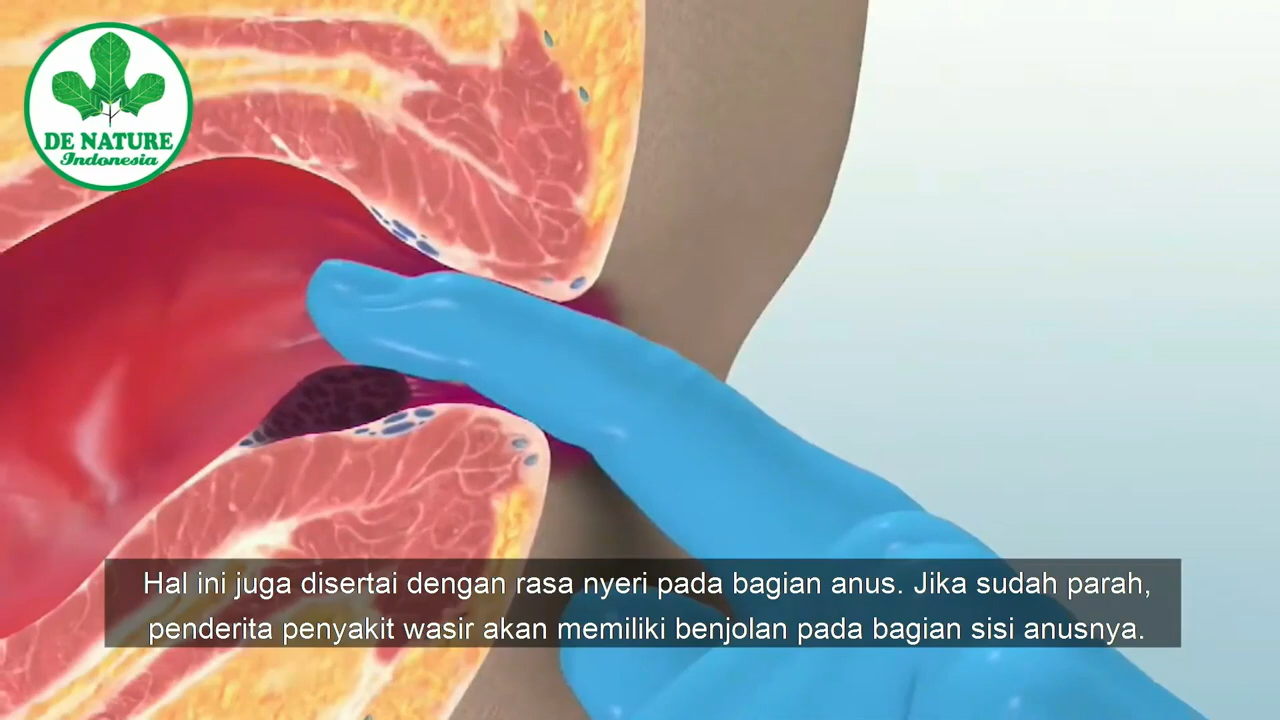 DE NATURE
Indonesia
Hal ini juga disertai dengan rasa nyeri pada bagian anus. Jika sudah parah,
penderita penyakit wasir akan memiliki benjolan pada bagian sisi anusnya.